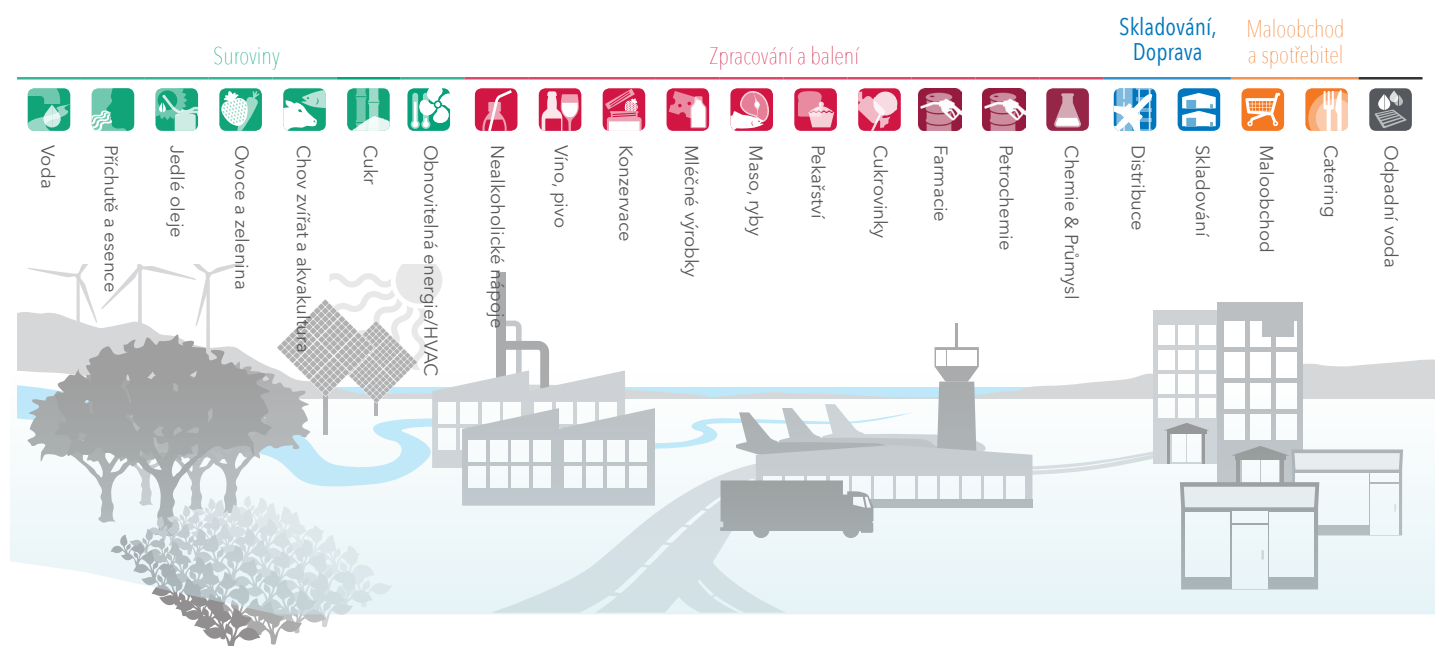 Suroviny
Zpracování a balení
Skladování,
Doprava
Maloobchod
a spotřebitel
Voda
Příchutě a esence
Jedlé oleje
Ovoce a zelenina
Chov zvířat a akvakultura
Cukr
Obnovitelná energie/HVAC
Nealkoholické nápoje
Víno, pivo
Konzervace
Mléčné výrobky
Maso, ryby
Pekařství
Cukrovinky
Farmacie
Petrochemie
Chemie & Průmysl
Distribuce
Skladování
Maloobchod
Catering
Odpadní voda